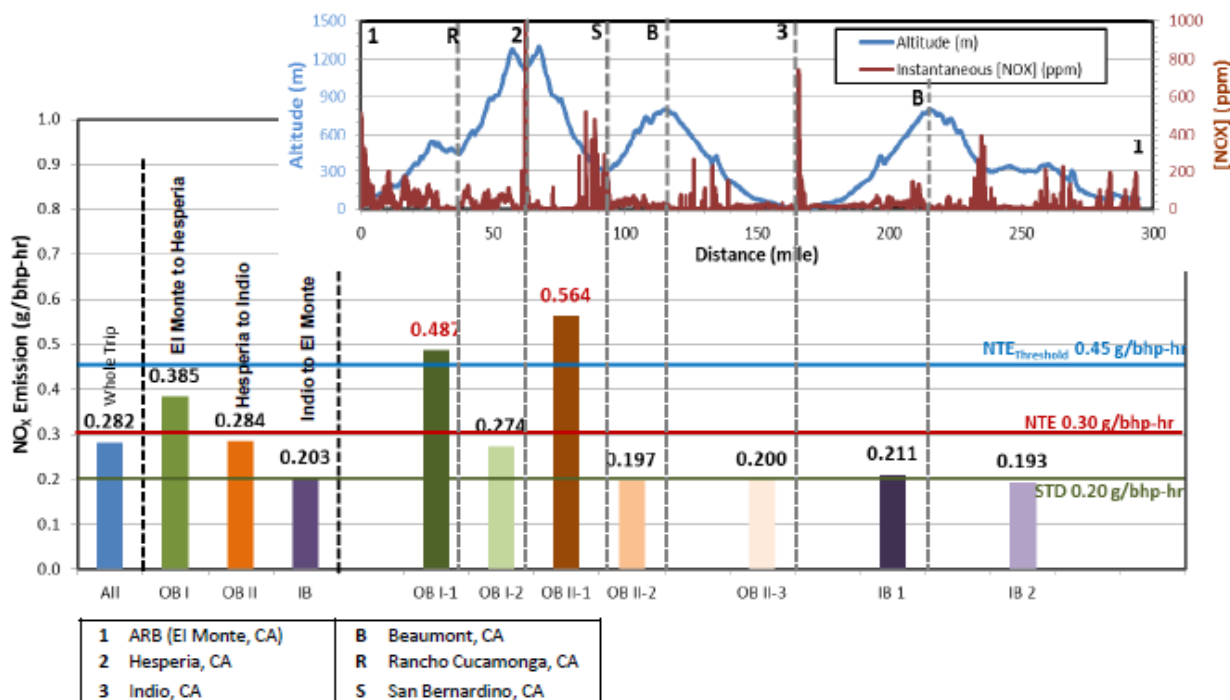 1500
1200
900
600
300
0
Altitude (m)
1 R 2 S B 3
Altitude (m)
Instantaneous [NOX] (ppm)
B
1
1000
800
600
400
200
0
[NOX] (ppm)
0 50 100 150 200 250 300
Distance (mile)
1.0
0.9
0.8
0.7
0.6
0.5
0.4
0.3
0.2
0.1
0.0
NOX Emission (g/bhp-hr)
Whole Trip
El Monte to Hesperia
Hesperia to Indio
Indio to El Monte
0.282
0.385
0.284
0.203
0.487
0.274
0.564
0.197
0.200
0.211
0.193
NTEThreshold 0.45 g/bhp-hr
NTE 0.30 g/bhp-hr
STD 0.20 g/bhp-hr
All OB I OB II IB OB I-1 OB I-2 OB II-1 OB II-2 OB II-3 IB 1 IB 2
1 ARB (El Monte, CA) B Beaumont, CA
2 Hesperia, CA R Rancho Cucamonga, CA
3 Indio, CA S San Bernardino, CA